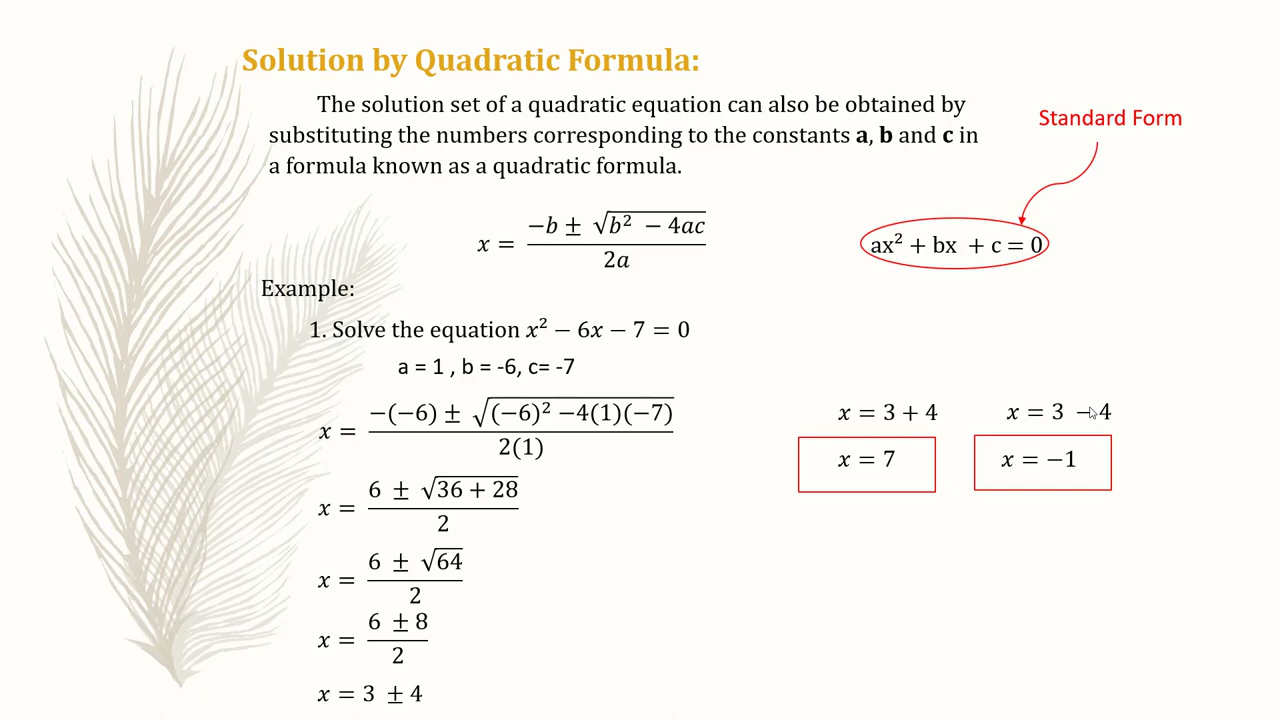 Solution by Quadratic Formula:
The solution set of a quadratic equation can also be obtained by
substituting the numbers corresponding to the constants a, b and c in
a formula known as a quadratic formula.
Standard Form
x = (−b ± √(b² − 4ac)) / 2a
ax² + bx + c = 0
Example:
1. Solve the equation x² − 6x − 7 = 0
a = 1 , b = -6, c= -7
x = (−(−6) ± √((−6)² −4(1)(−7))) / 2(1)
x = (6 ± √(36 + 28)) / 2
x = (6 ± √64) / 2
x = (6 ± 8) / 2
x = 3 ± 4
x = 3 + 4
x = 7
x = 3 − 4
x = −1